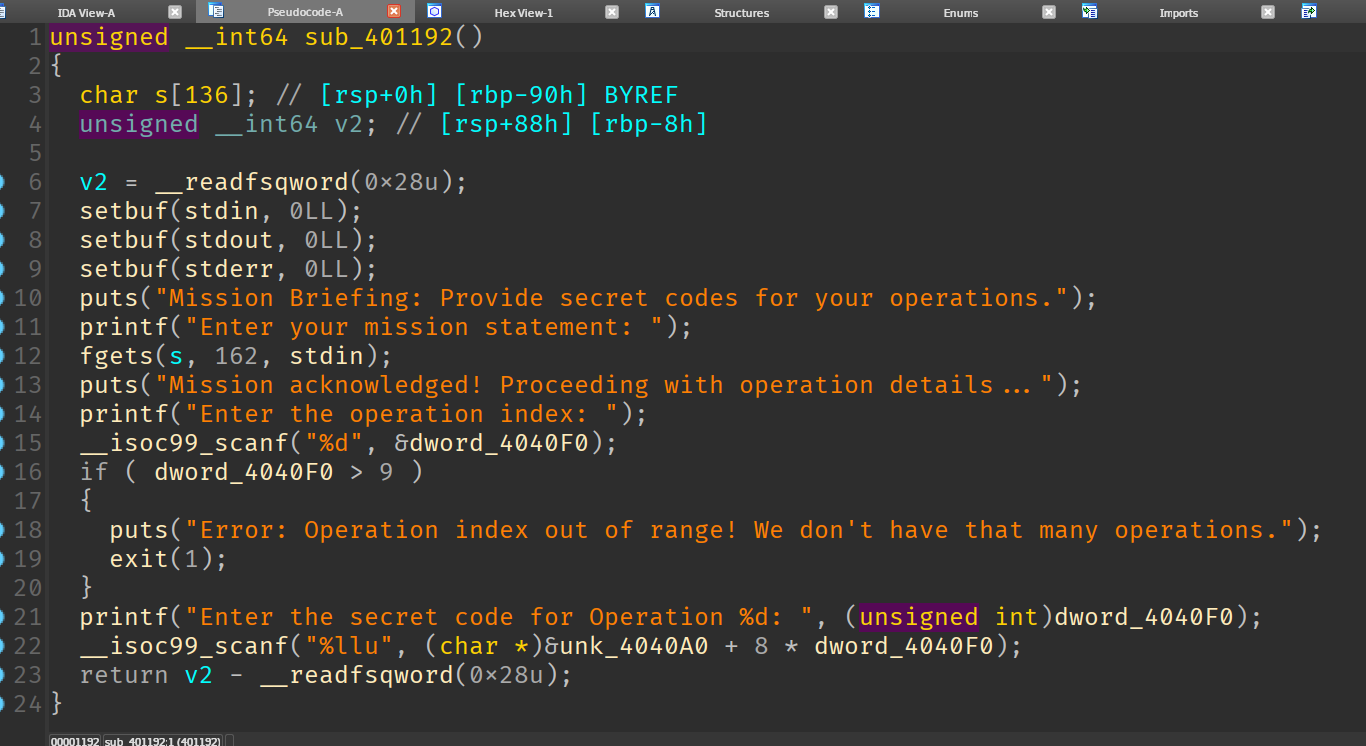 IDA View-A Pseudocode-A Hex View-1 Structures Enums Imports
1 unsigned __int64 sub_401192()
2 {
3 char s[136]; // [rsp+0h] [rbp-90h] BYREF
4 unsigned __int64 v2; // [rsp+88h] [rbp-8h]
5
6 v2 = __readfsqword(0×28u);
7 setbuf(stdin, 0LL);
8 setbuf(stdout, 0LL);
9 setbuf(stderr, 0LL);
10 puts("Mission Briefing: Provide secret codes for your operations.");
11 printf("Enter your mission statement: ");
12 fgets(s, 162, stdin);
13 puts("Mission acknowledged! Proceeding with operation details...");
14 printf("Enter the operation index: ");
15 __isoc99_scanf("%d", &dword_4040F0);
16 if ( dword_4040F0 > 9 )
17 {
18 puts("Error: Operation index out of range! We don't have that many operations.");
19 exit(1);
20 }
21 printf("Enter the secret code for Operation %d: ", (unsigned int)dword_4040F0);
22 __isoc99_scanf("%llu", (char *)&unk_4040A0 + 8 * dword_4040F0);
23 return v2 - __readfsqword(0×28u);
24 }
00001192 sub_401192:1 (401192)